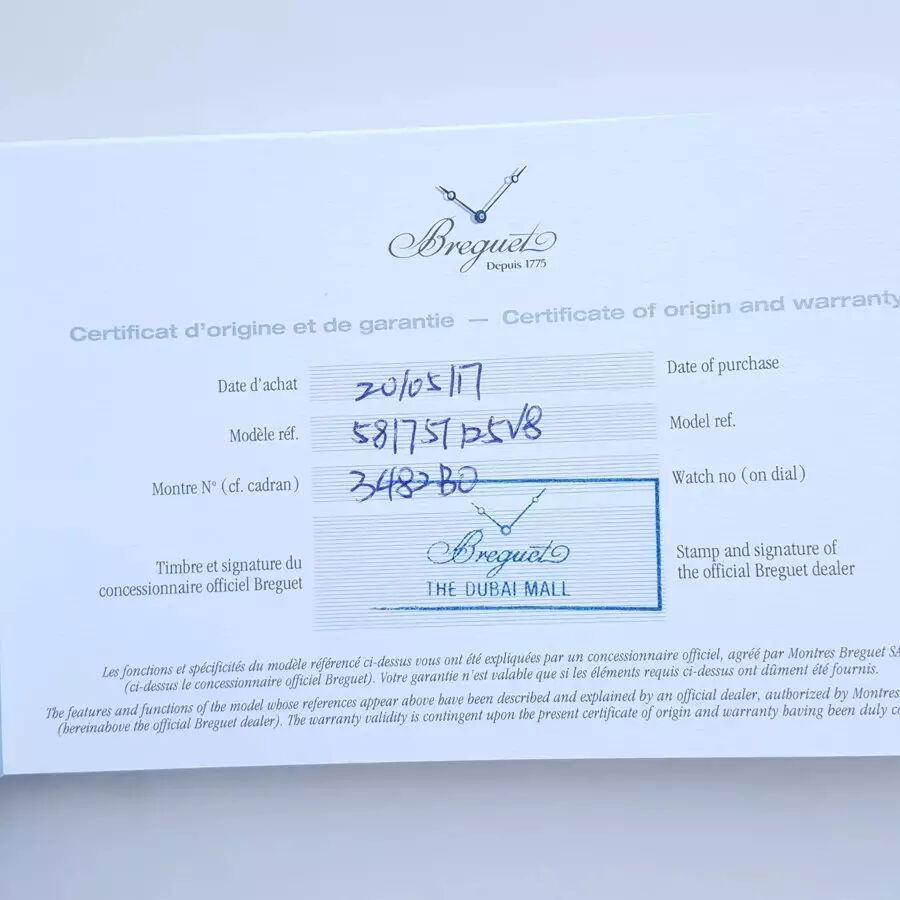 Breguet
Depuis 1775
Certificat d'origine et de garantie — Certificate of origin and warranty
Date d'achat 20/05/17 Date of purchase
Modèle réf. 5817ST125V8 Model ref.
Montre N° (cf. cadran) 3482BO Watch no (on dial)
Timbre et signature du
concessionnaire officiel Breguet
Breguet
THE DUBAI MALL
Stamp and signature of
the official Breguet dealer
Les fonctions et spécificités du modèle référencé ci-dessus vous ont été expliquées par un concessionnaire officiel, agréé par Montres Breguet SA
(ci-dessus le concessionnaire officiel Breguet). Votre garantie n'est valable que si les éléments requis ci-dessus ont dûment été fournis.
The features and functions of the model whose references appear above have been described and explained by an official dealer, authorized by Montres
(hereinabove the official Breguet dealer). The warranty validity is contingent upon the present certificate of origin and warranty having been duly